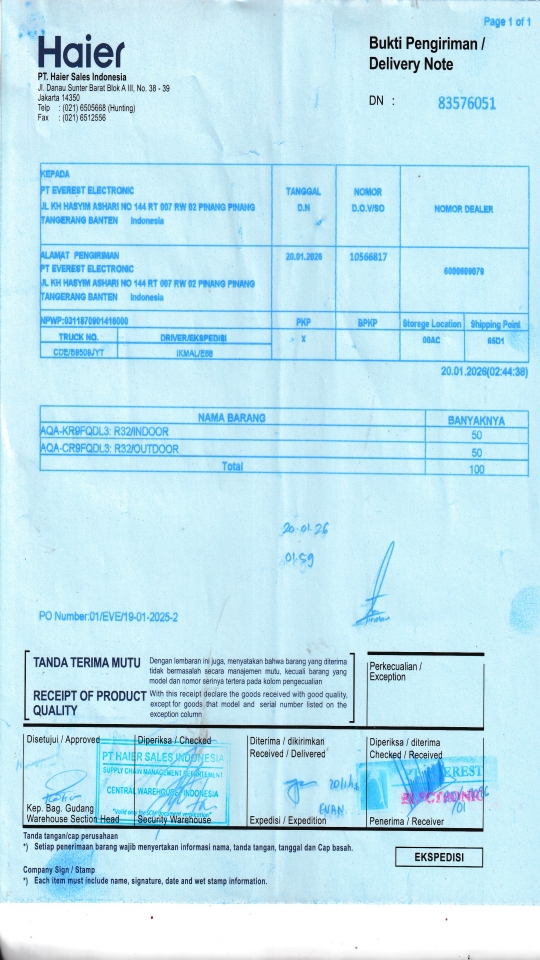 Page 1 of 1
Haier
Bukti Pengiriman /
Delivery Note
PT. Haier Sales Indonesia
Jl. Danau Sunter Barat Blok A III, No. 38 - 39
Jakarta 14350
Telp : (021) 6505668 (Hunting)
Fax : (021) 6512556
DN : 83576051
KEPADA
PT EVEREST ELECTRONIC
JL KH HASYIM ASHARI NO 144 RT 007 RW 02 PINANG PINANG
TANGERANG BANTEN Indonesia
TANGGAL
D.N
NOMOR
D.O.V/SO
NOMOR DEALER
ALAMAT PENGIRIMAN
PT EVEREST ELECTRONIC
JL KH HASYIM ASHARI NO 144 RT 007 RW 02 PINANG PINANG
TANGERANG BANTEN Indonesia
20.01.2026
10566817
PKP
BPKP
Storege Location
Shipping Point
TRUCK NO.
DRIVER/EKSPEDISI
X
00AC
20.01.2026(02:44:38)
NAMA BARANG BANYAKNYA
AQA-KR9FQDL3: R32/INDOOR 50
AQA-CR9FQDL3: R32/OUTDOOR 50
Total 100
20.01.26
01.59
PO Number:01/EVE/19-01-2025-2
TANDA TERIMA MUTU
Dengan lembaran ini juga, menyatakan bahwa barang yang diterima
tidak bermasalah secara manajemen mutu, kecuali barang yang
model dan nomor serinya tertera pada kolom pengecualian
RECEIPT OF PRODUCT
QUALITY
With this receipt declare the goods received with good quality,
except for goods that model and serial number listed on the
exception column
Perkecualian /
Exception
Disetujui / Approved
Diperiksa / Checked
Diterima / dikirimkan
Received / Delivered
Diperiksa / diterima
Checked / Received
PT HAIER SALES INDONESIA
SUPPLY CHAIN MANAGEMENT DEPARTEMENT
CENTRAL WAREHOUSE INDONESIA
EVEREST
ELECTRONIC
Kep. Bag. Gudang
Warehouse Section Head
Security Warehouse
Expedisi / Expedition
Penerima / Receiver
Tanda tangan/cap perusahaan
*) Setiap penerimaan barang wajib menyertakan informasi nama, tanda tangan, tanggal dan Cap basah.
EKSPEDISI
Company Sign / Stamp
*) Each item must include name, signature, date and wet stamp information.